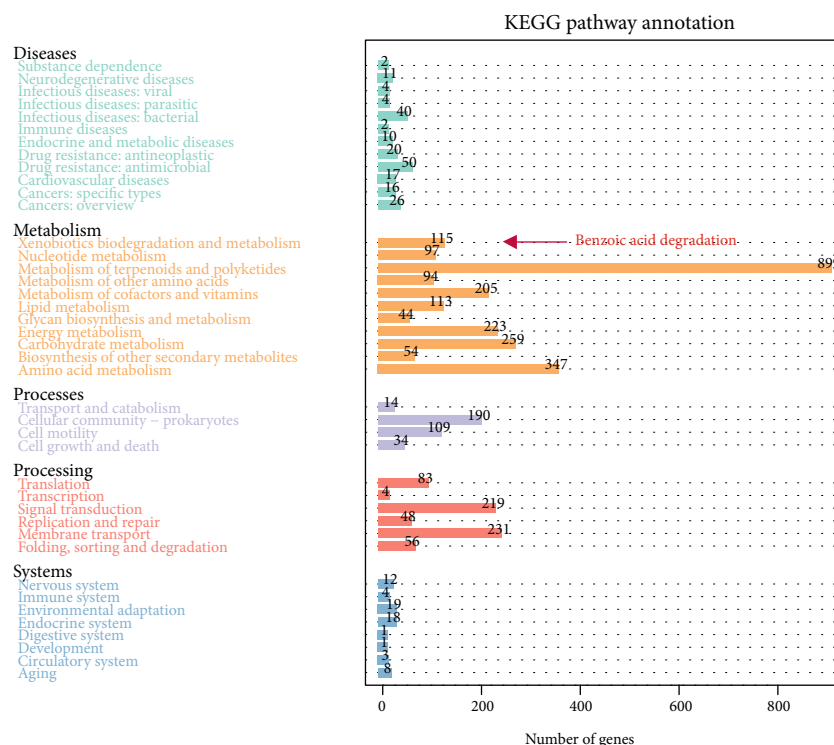 KEGG pathway annotation
Diseases
Substance dependence 2
Neurodegenerative diseases 11
Infectious diseases: viral 4
Infectious diseases: parasitic 4
Infectious diseases: bacterial 40
Immune diseases 2
Endocrine and metabolic diseases 10
Drug resistance: antineoplastic 20
Drug resistance: antimicrobial 50
Cardiovascular diseases 17
Cancers: specific types 16
Cancers: overview 26
Metabolism
Xenobiotics biodegradation and metabolism 115 Benzoic acid degradation
Nucleotide metabolism 97
Metabolism of terpenoids and polyketides
Metabolism of other amino acids 94
Metabolism of cofactors and vitamins 205
Lipid metabolism 113
Glycan biosynthesis and metabolism 44
Energy metabolism 223
Carbohydrate metabolism 259
Biosynthesis of other secondary metabolites 54
Amino acid metabolism 347
Processes
Transport and catabolism 14
Cellular community – prokaryotes 190
Cell motility 109
Cell growth and death 34
Processing
Translation 83
Transcription 4
Signal transduction 219
Replication and repair 48
Membrane transport 231
Folding, sorting and degradation 56
Systems
Nervous system 12
Immune system 4
Environmental adaptation 19
Endocrine system 18
Digestive system 1
Development 1
Circulatory system 3
Aging 8
0 200 400 600 800
Number of genes